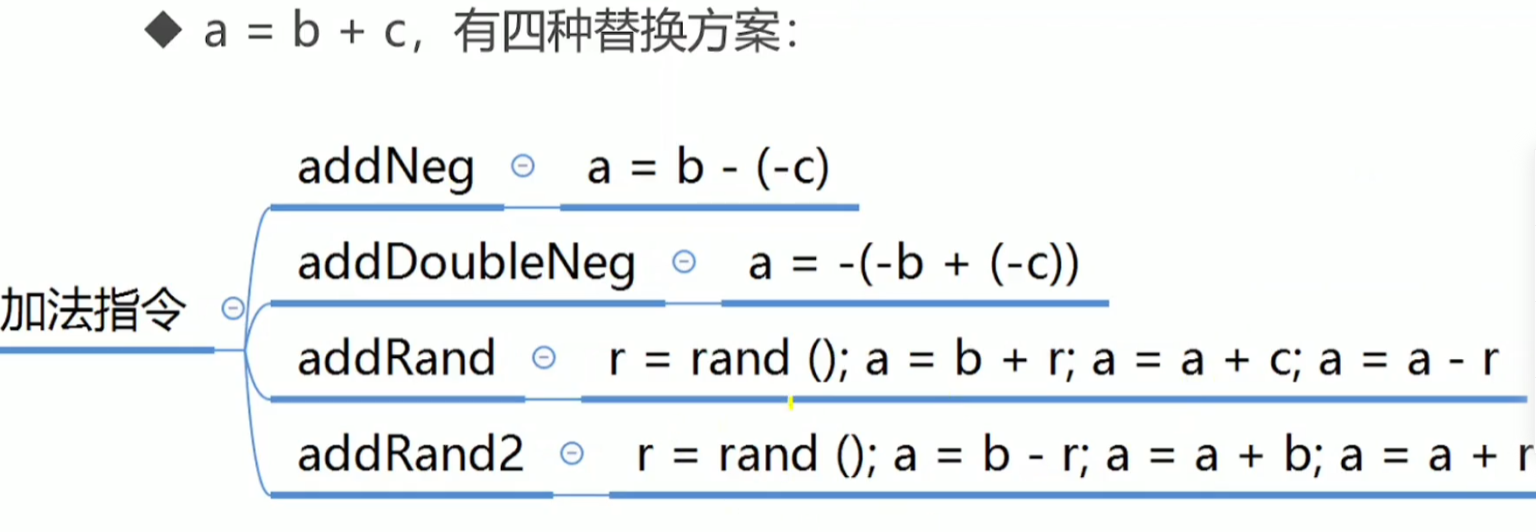 ◆ a = b + c，有四种替换方案：
addNeg a = b - (-c)
addDoubleNeg a = -(-b + (-c))
加法指令
addRand r = rand (); a = b + r; a = a + c; a = a - r
addRand2 r = rand (); a = b - r; a = a + b; a = a + r